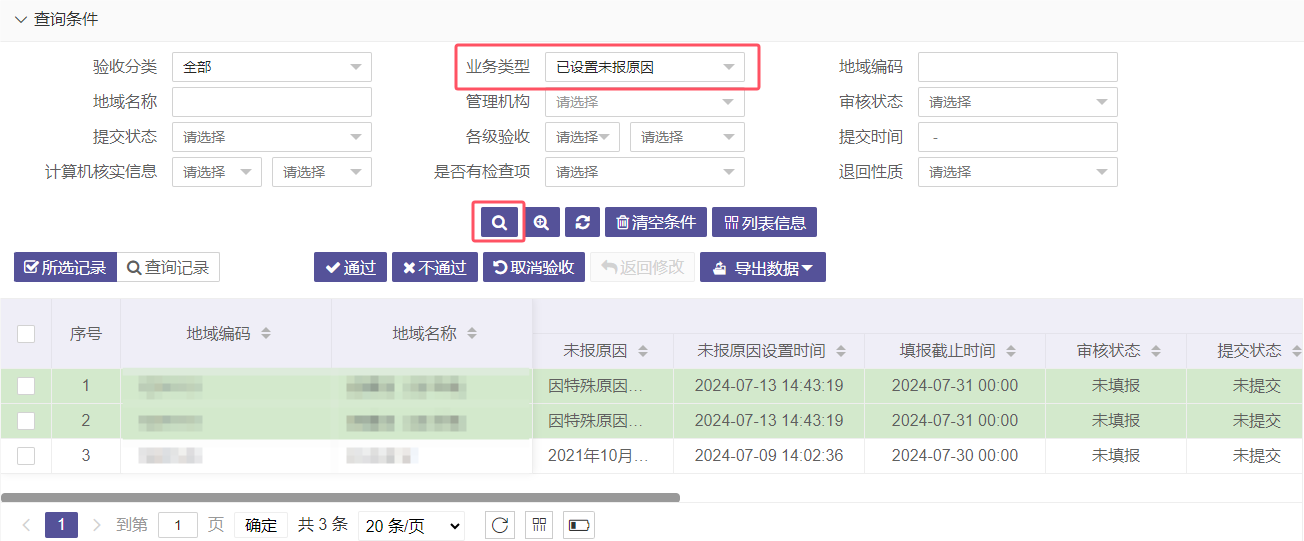 查询条件
验收分类 全部 业务类型 已设置未报原因 地域编码
地域名称 管理机构 请选择 审核状态 请选择
提交状态 请选择 各级验收 请选择 请选择 提交时间 -
计算机核实信息 请选择 请选择 是否有检查项 请选择 退回性质 请选择
清空条件 列表信息
所选记录 查询记录 通过 不通过 取消验收 返回修改 导出数据
序号 地域编码 地域名称 未报原因 未报原因设置时间 填报截止时间 审核状态 提交状态
1 因特殊原因... 2024-07-13 14:43:19 2024-07-31 00:00 未填报 未提交
2 因特殊原因... 2024-07-13 14:43:19 2024-07-31 00:00 未填报 未提交
3 2021年10月... 2024-07-09 14:02:36 2024-07-30 00:00 未填报 未提交
1 到第 1 页 确定 共 3 条 20 条/页